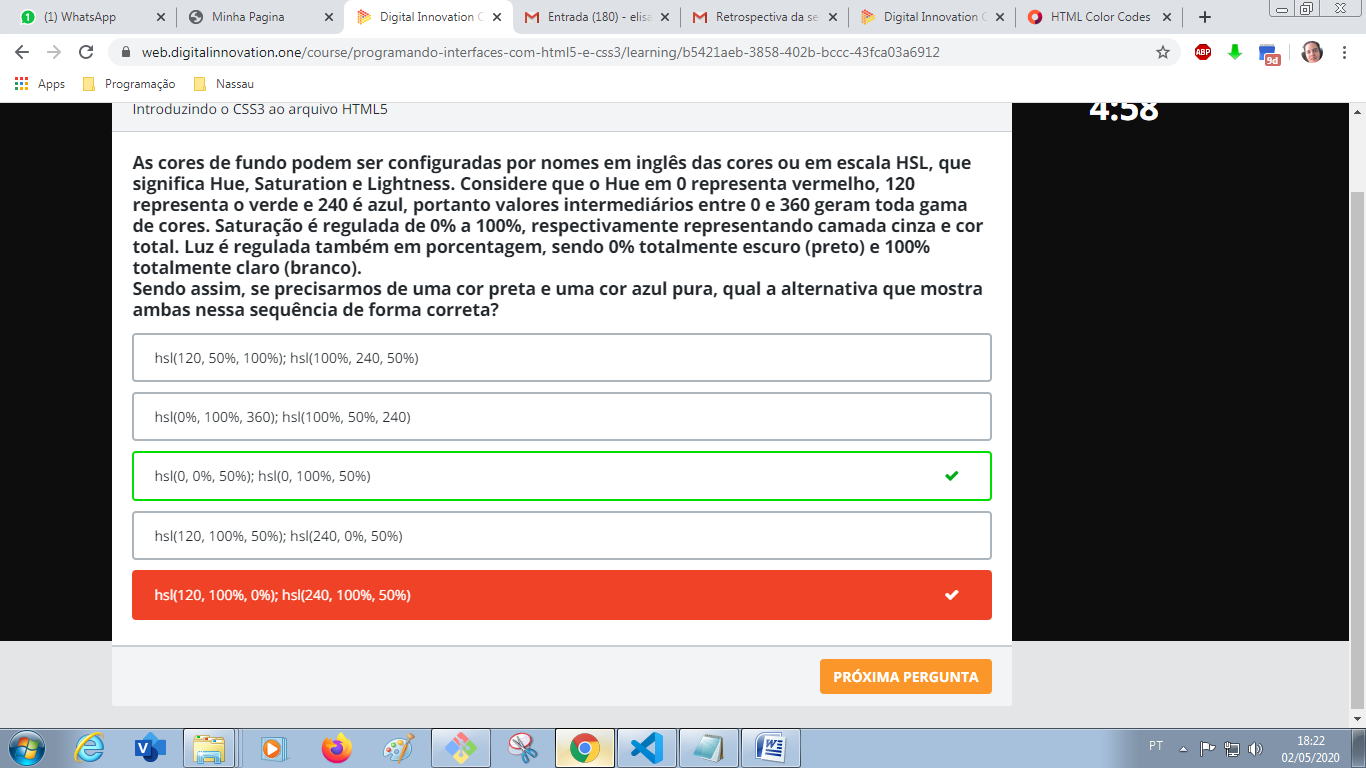 (1) WhatsApp
Minha Pagina
Digital Innovation
Entrada (180) - elisa
Retrospectiva da se
Digital Innovation
HTML Color Codes
web.digitalinnovation.one/course/programando-interfaces-com-html5-e-css3/learning/b5421aeb-3858-402b-bccc-43fca03a6912
ABP
9d
Apps
Programação
Nassau
Introduzindo o CSS3 ao arquivo HTML5
4:58
As cores de fundo podem ser configuradas por nomes em inglês das cores ou em escala HSL, que
significa Hue, Saturation e Lightness. Considere que o Hue em 0 representa vermelho, 120
representa o verde e 240 é azul, portanto valores intermediários entre 0 e 360 geram toda gama
de cores. Saturação é regulada de 0% a 100%, respectivamente representando camada cinza e cor
total. Luz é regulada também em porcentagem, sendo 0% totalmente escuro (preto) e 100%
totalmente claro (branco).
Sendo assim, se precisarmos de uma cor preta e uma cor azul pura, qual a alternativa que mostra
ambas nessa sequência de forma correta?
hsl(120, 50%, 100%); hsl(100%, 240, 50%)
hsl(0%, 100%, 360); hsl(100%, 50%, 240)
hsl(0, 0%, 50%); hsl(0, 100%, 50%)
hsl(120, 100%, 50%); hsl(240, 0%, 50%)
hsl(120, 100%, 0%); hsl(240, 100%, 50%)
PRÓXIMA PERGUNTA
PT
18:22
02/05/2020